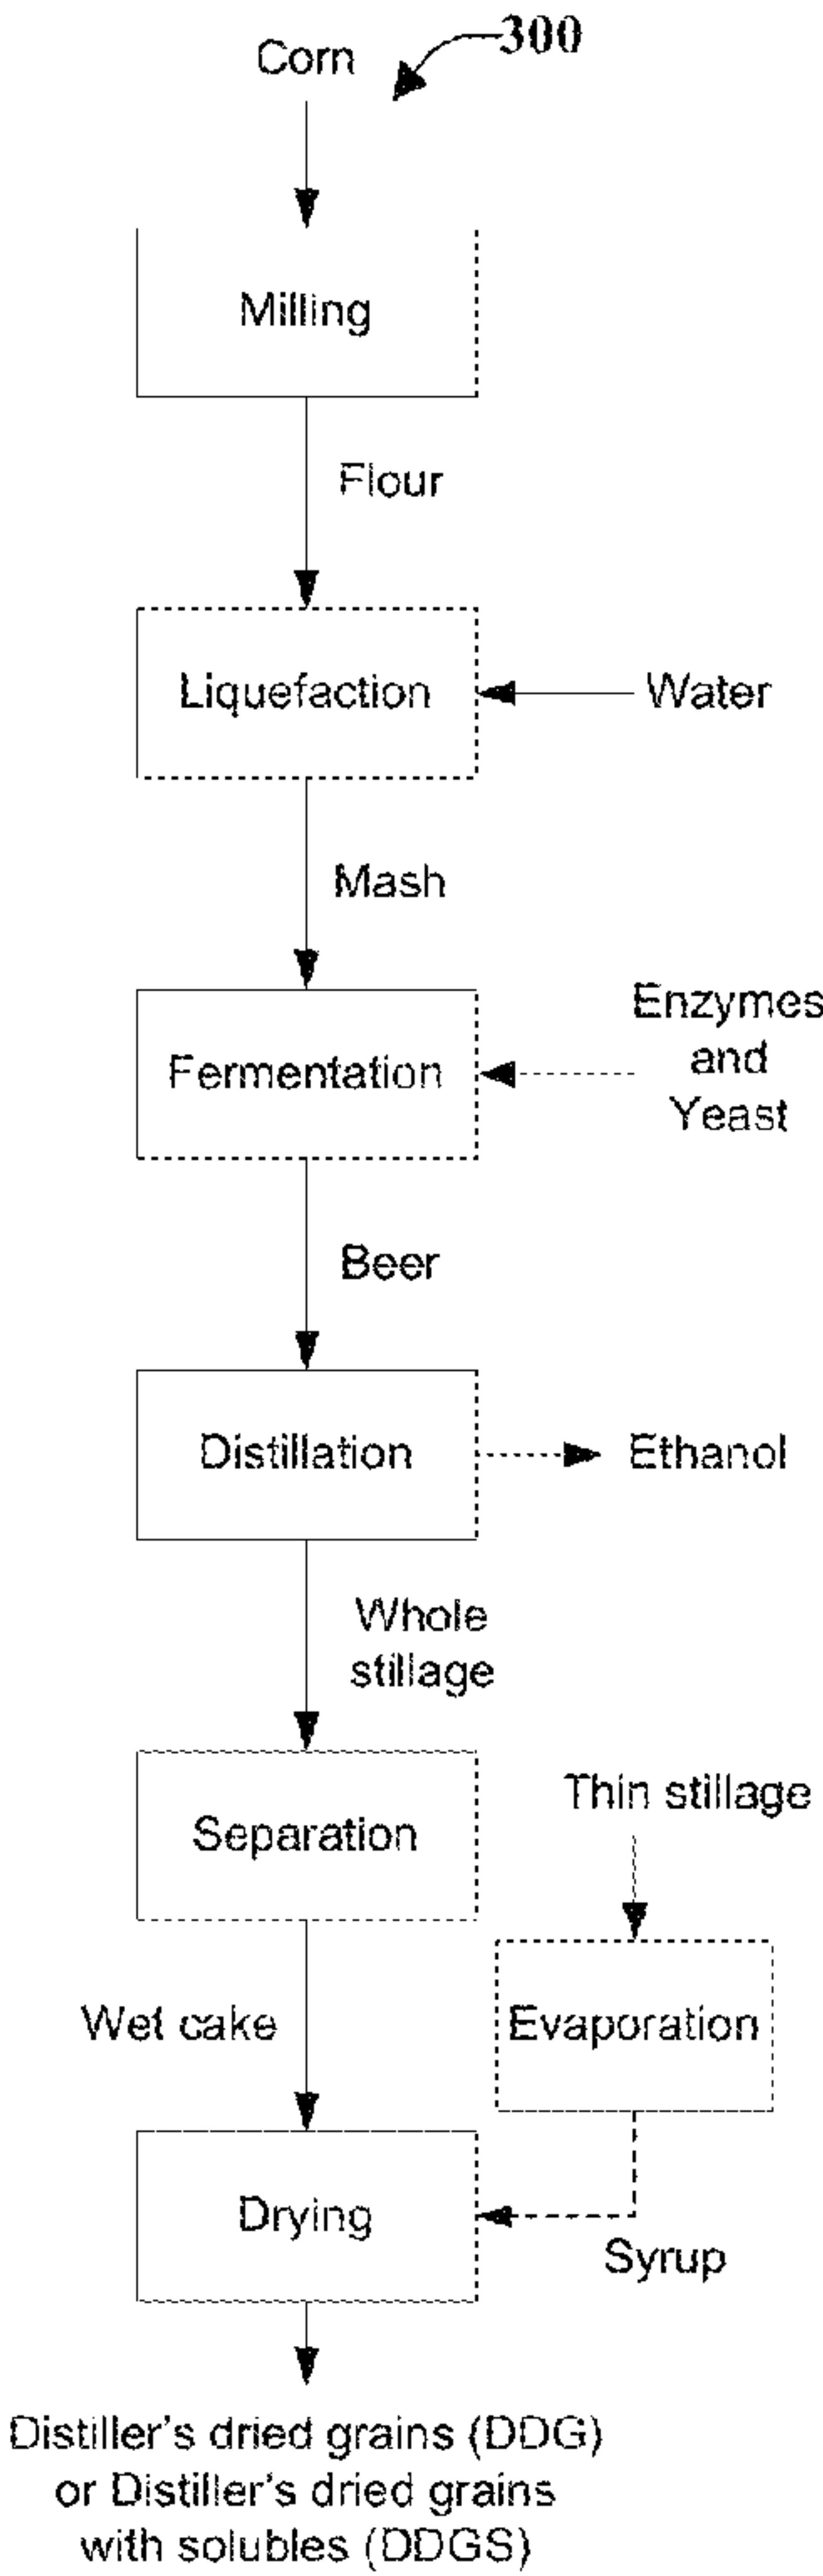 Corn
300
Milling
Flour
Liquefaction
Water
Mash
Enzymes
and
Yeast
Fermentation
Beer
Distillation
Ethanol
Whole
stillage
Separation
Thin stillage
Wet cake
Evaporation
Drying
Syrup
Distiller's dried grains (DDG)
or Distiller's dried grains
with solubles (DDGS)